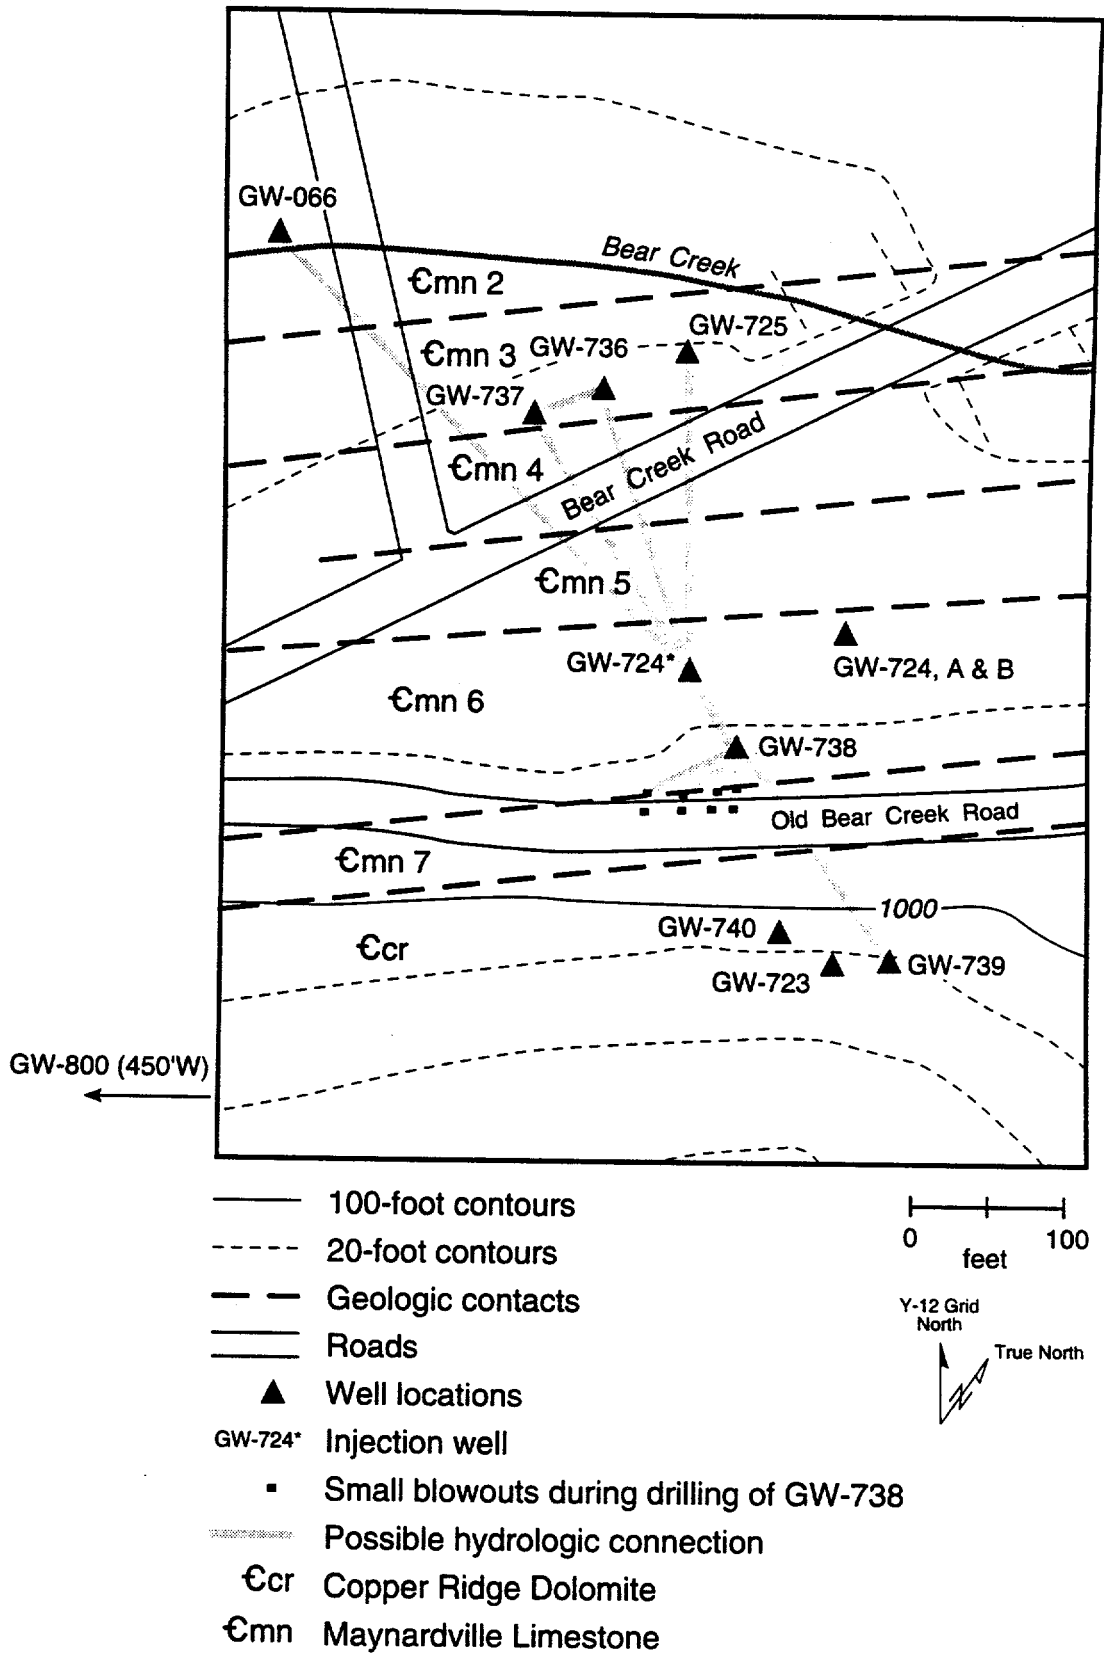 GW-066
Bear Creek
Ꞓmn 2
GW-725
Ꞓmn 3
GW-736
GW-737
Ꞓmn 4
Bear Creek Road
Ꞓmn 5
GW-724*
GW-724, A & B
Ꞓmn 6
GW-738
Old Bear Creek Road
Ꞓmn 7
1000
GW-740
Ꞓcr
GW-739
GW-723
GW-800 (450'W)
100-foot contours
20-foot contours
Geologic contacts
Roads
Well locations
GW-724* Injection well
Small blowouts during drilling of GW-738
Possible hydrologic connection
Ꞓcr Copper Ridge Dolomite
Ꞓmn Maynardville Limestone
0 100
feet
Y-12 Grid
North
True North
N